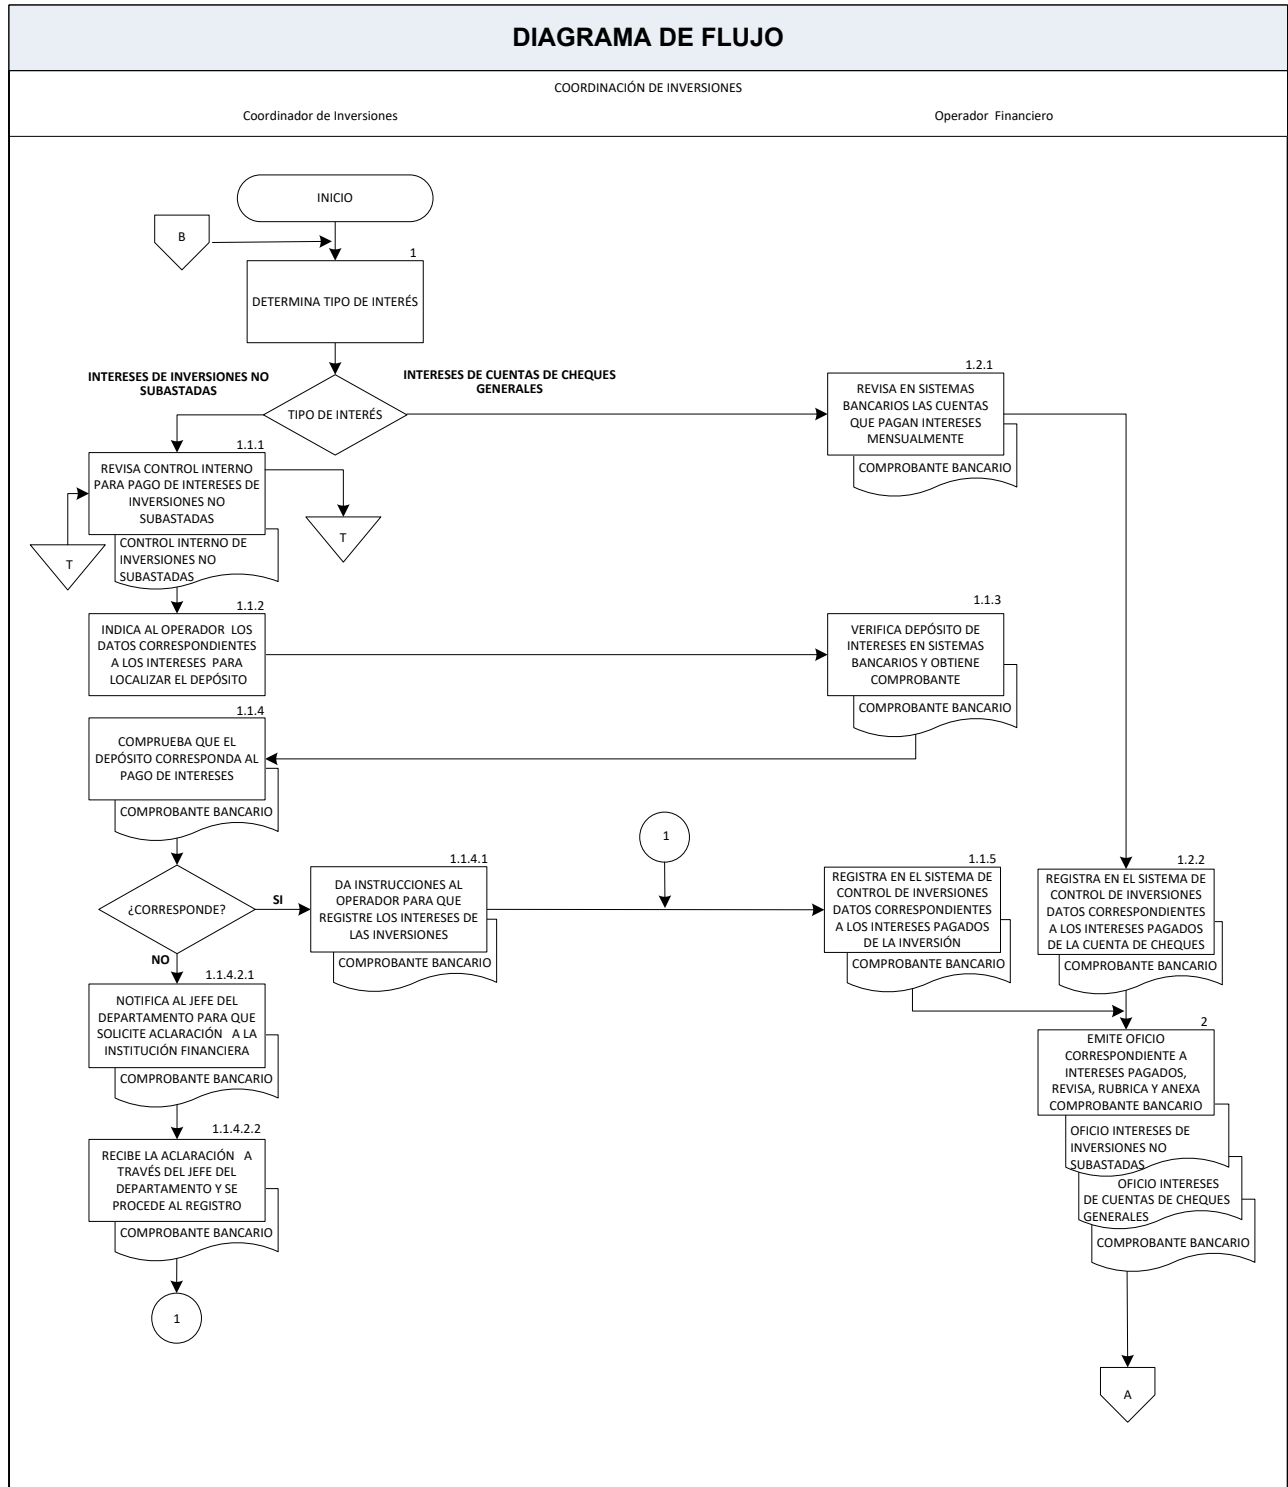 DIAGRAMA DE FLUJO
COORDINACIÓN DE INVERSIONES
Coordinador de Inversiones
Operador Financiero
INICIO
B
1
DETERMINA TIPO DE INTERÉS
INTERESES DE INVERSIONES NO
SUBASTADAS
INTERESES DE CUENTAS DE CHEQUES
GENERALES
TIPO DE INTERÉS
1.2.1
REVISA EN SISTEMAS
BANCARIOS LAS CUENTAS
QUE PAGAN INTERESES
MENSUALMENTE
COMPROBANTE BANCARIO
1.1.1
REVISA CONTROL INTERNO
PARA PAGO DE INTERESES DE
INVERSIONES NO
SUBASTADAS
T
T
CONTROL INTERNO DE
INVERSIONES NO
SUBASTADAS
1.1.2
INDICA AL OPERADOR LOS
DATOS CORRESPONDIENTES
A LOS INTERESES PARA
LOCALIZAR EL DEPÓSITO
1.1.3
VERIFICA DEPÓSITO DE
INTERESES EN SISTEMAS
BANCARIOS Y OBTIENE
COMPROBANTE
COMPROBANTE BANCARIO
1.1.4
COMPRUEBA QUE EL
DEPÓSITO CORRESPONDA AL
PAGO DE INTERESES
COMPROBANTE BANCARIO
1
¿CORRESPONDE?
SI
NO
1.1.4.1
DA INSTRUCCIONES AL
OPERADOR PARA QUE
REGISTRE LOS INTERESES DE
LAS INVERSIONES
COMPROBANTE BANCARIO
1.1.5
REGISTRA EN EL SISTEMA DE
CONTROL DE INVERSIONES
DATOS CORRESPONDIENTES
A LOS INTERESES PAGADOS
DE LA INVERSIÓN
COMPROBANTE BANCARIO
1.2.2
REGISTRA EN EL SISTEMA DE
CONTROL DE INVERSIONES
DATOS CORRESPONDIENTES
A LOS INTERESES PAGADOS
DE LA CUENTA DE CHEQUES
COMPROBANTE BANCARIO
1.1.4.2.1
NOTIFICA AL JEFE DEL
DEPARTAMENTO PARA QUE
SOLICITE ACLARACIÓN A LA
INSTITUCIÓN FINANCIERA
COMPROBANTE BANCARIO
2
EMITE OFICIO
CORRESPONDIENTE A
INTERESES PAGADOS,
REVISA, RUBRICA Y ANEXA
COMPROBANTE BANCARIO
OFICIO INTERESES DE
INVERSIONES NO
SUBASTADAS
OFICIO INTERESES
DE CUENTAS DE CHEQUES
GENERALES
COMPROBANTE BANCARIO
1.1.4.2.2
RECIBE LA ACLARACIÓN A
TRAVÉS DEL JEFE DEL
DEPARTAMENTO Y SE
PROCEDE AL REGISTRO
COMPROBANTE BANCARIO
1
A